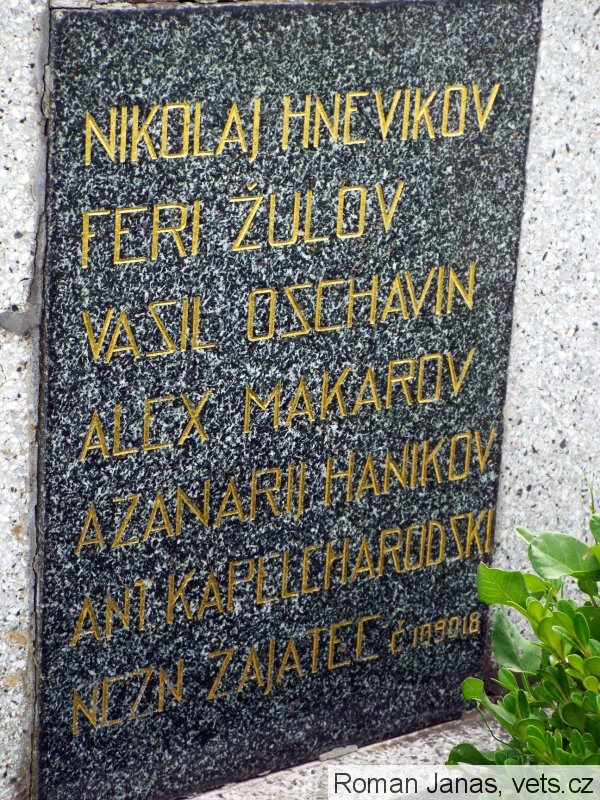 NIKOLAJ HNEVIKOV
FERI ŽULOV
VASIL OSCHAVIN
ALEX MAKAROV
AZANARIJ HANIKOV
ANT KAPELCHARODSKI
NEZN. ZAJATEC č 109018
Roman Janas, vets.cz